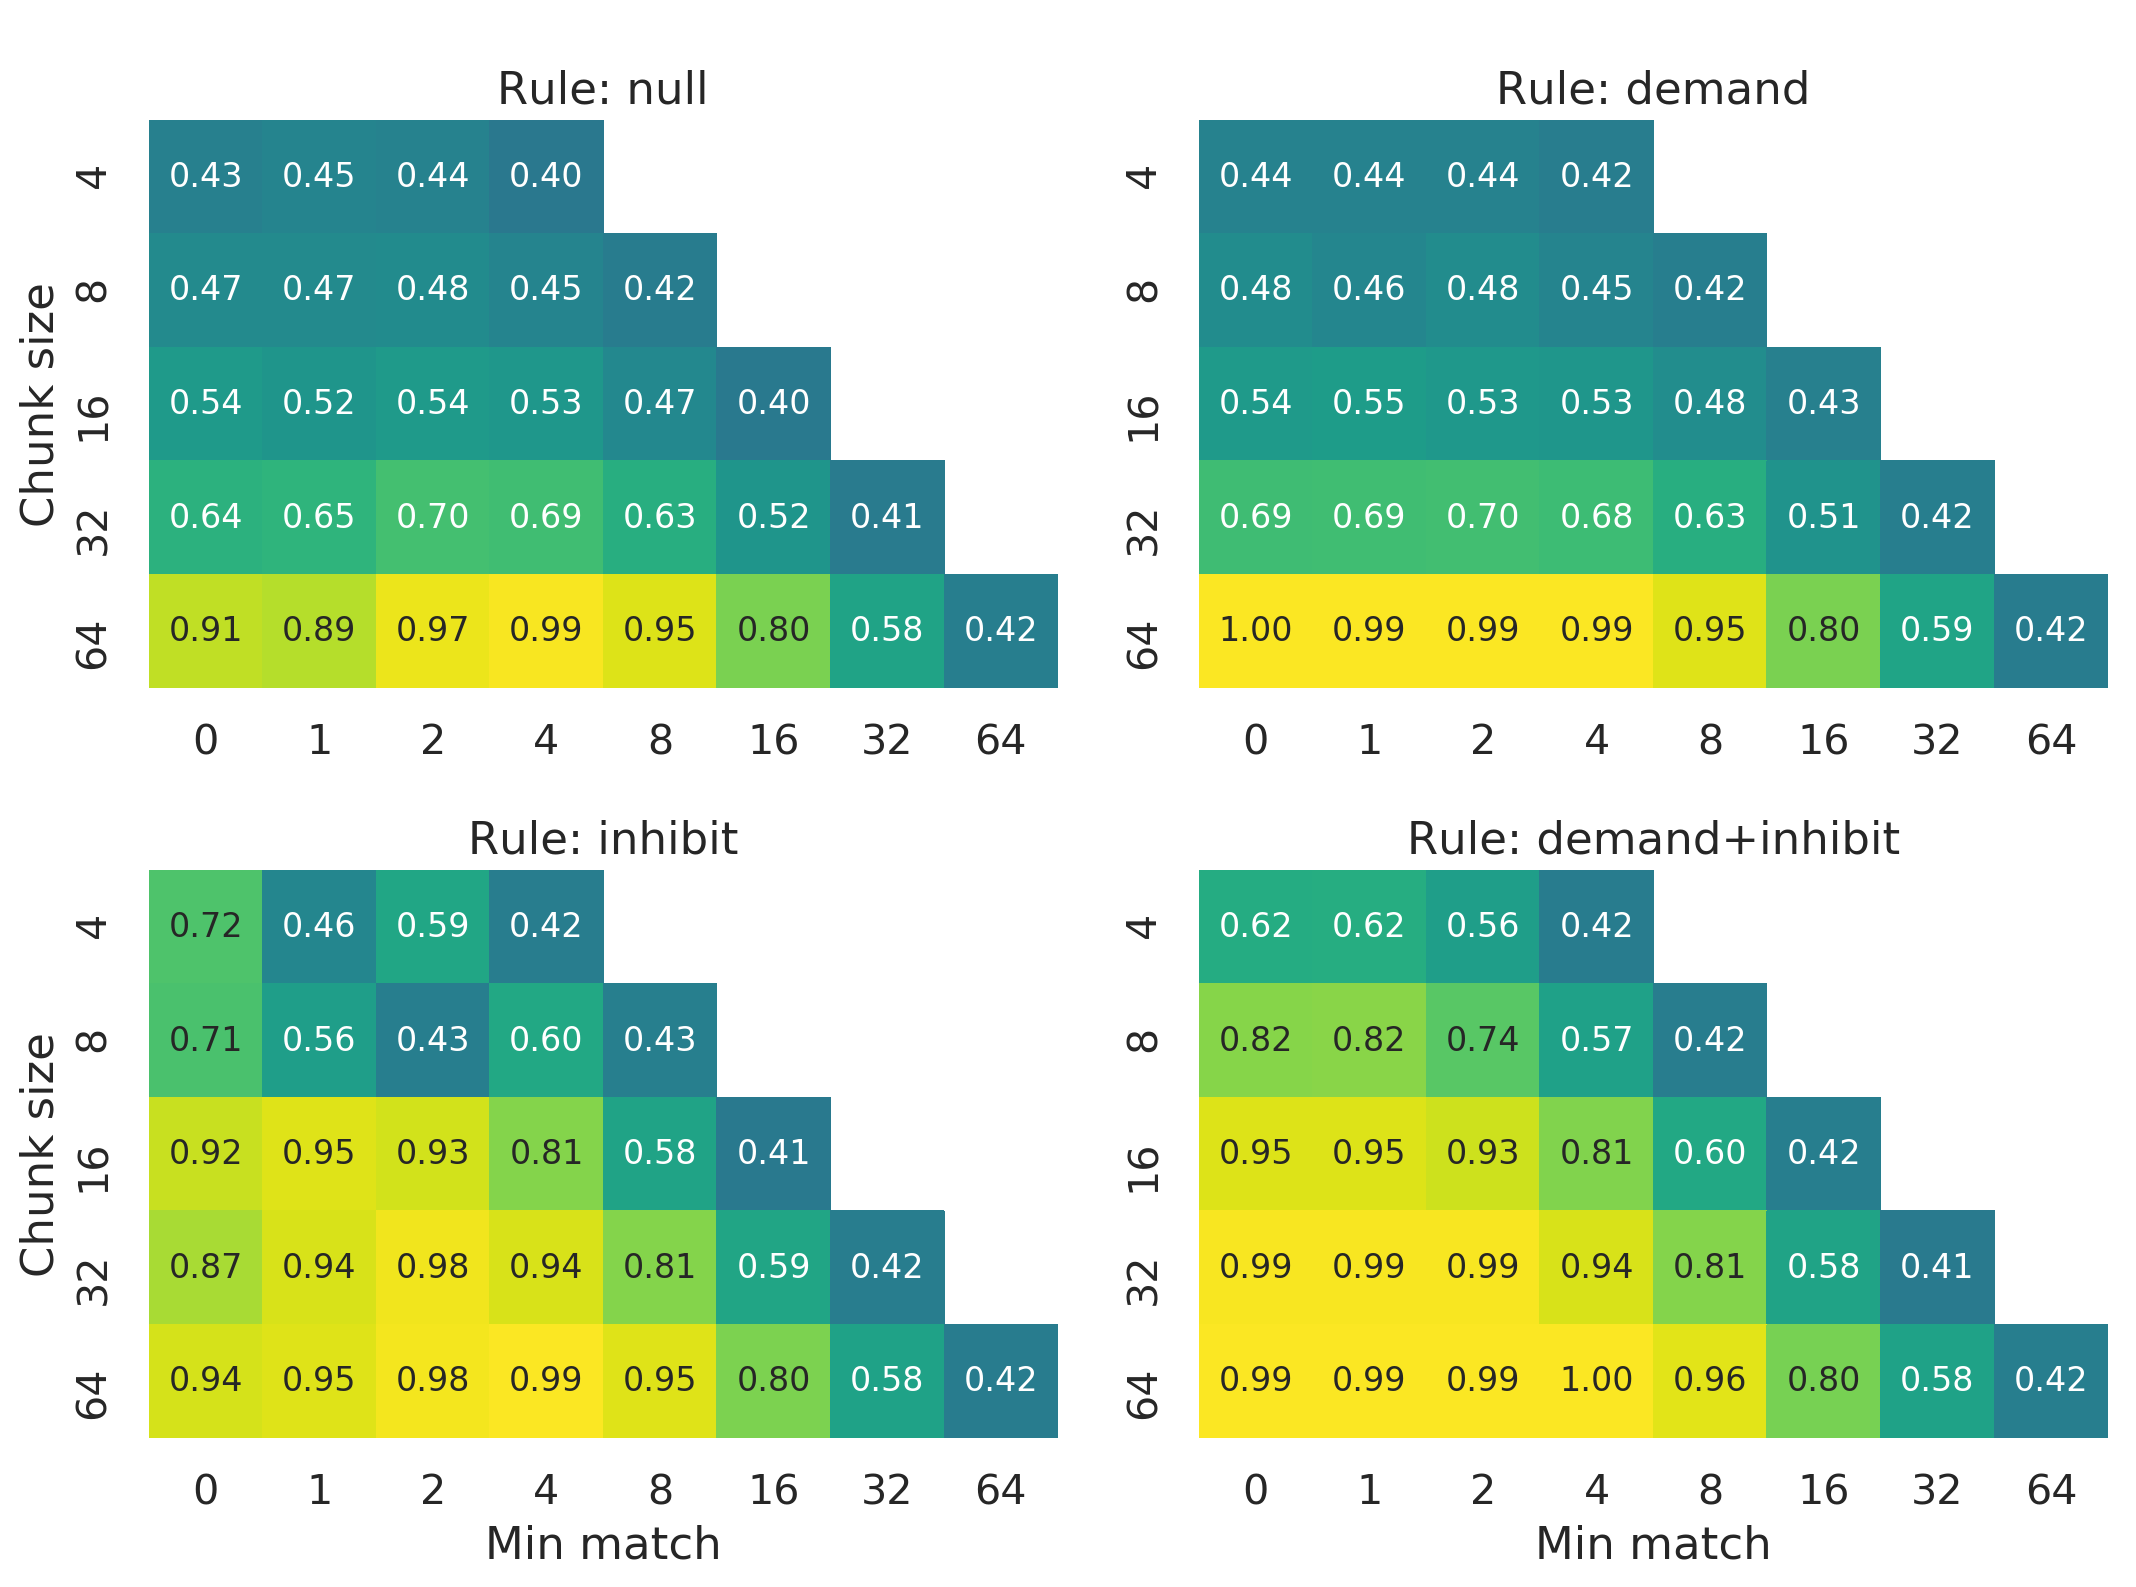 Rule: null
Chunk size
4 0.43 0.45 0.44 0.40
8 0.47 0.47 0.48 0.45 0.42
16 0.54 0.52 0.54 0.53 0.47 0.40
32 0.64 0.65 0.70 0.69 0.63 0.52 0.41
64 0.91 0.89 0.97 0.99 0.95 0.80 0.58 0.42
0 1 2 4 8 16 32 64
Rule: demand
4 0.44 0.44 0.44 0.42
8 0.48 0.46 0.48 0.45 0.42
16 0.54 0.55 0.53 0.53 0.48 0.43
32 0.69 0.69 0.70 0.68 0.63 0.51 0.42
64 1.00 0.99 0.99 0.99 0.95 0.80 0.59 0.42
0 1 2 4 8 16 32 64
Rule: inhibit
Chunk size
4 0.72 0.46 0.59 0.42
8 0.71 0.56 0.43 0.60 0.43
16 0.92 0.95 0.93 0.81 0.58 0.41
32 0.87 0.94 0.98 0.94 0.81 0.59 0.42
64 0.94 0.95 0.98 0.99 0.95 0.80 0.58 0.42
0 1 2 4 8 16 32 64
Min match
Rule: demand+inhibit
4 0.62 0.62 0.56 0.42
8 0.82 0.82 0.74 0.57 0.42
16 0.95 0.95 0.93 0.81 0.60 0.42
32 0.99 0.99 0.99 0.94 0.81 0.58 0.41
64 0.99 0.99 0.99 1.00 0.96 0.80 0.58 0.42
0 1 2 4 8 16 32 64
Min match